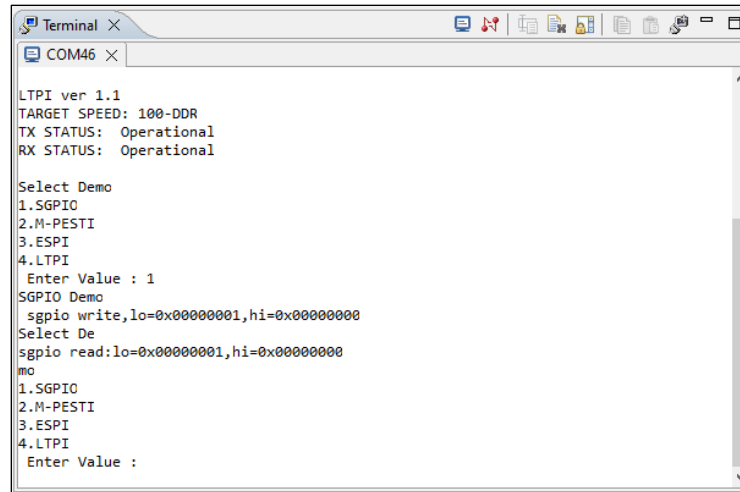 Terminal
COM46
LTPI ver 1.1
TARGET SPEED: 100-DDR
TX STATUS:  Operational
RX STATUS:  Operational
Select Demo
1.SGPIO
2.M-PESTI
3.ESPI
4.LTPI
Enter Value : 1
SGPIO Demo
sgpio write,lo=0x00000001,hi=0x00000000
Select De
sgpio read:lo=0x00000001,hi=0x00000000
mo
1.SGPIO
2.M-PESTI
3.ESPI
4.LTPI
Enter Value :